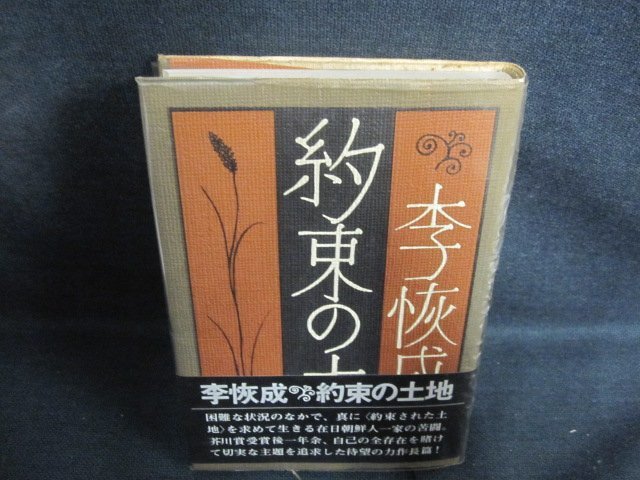 約束の土
李恢成
李恢成 約束の土地
困難な状況のなかで、真に〈約束された土
地〉を求めて生きる在日朝鮮人一家の苦闘。
芥川賞受賞後一年余、自己の全存在を賭け
て切実な主題を追求した待望の力作長篇！